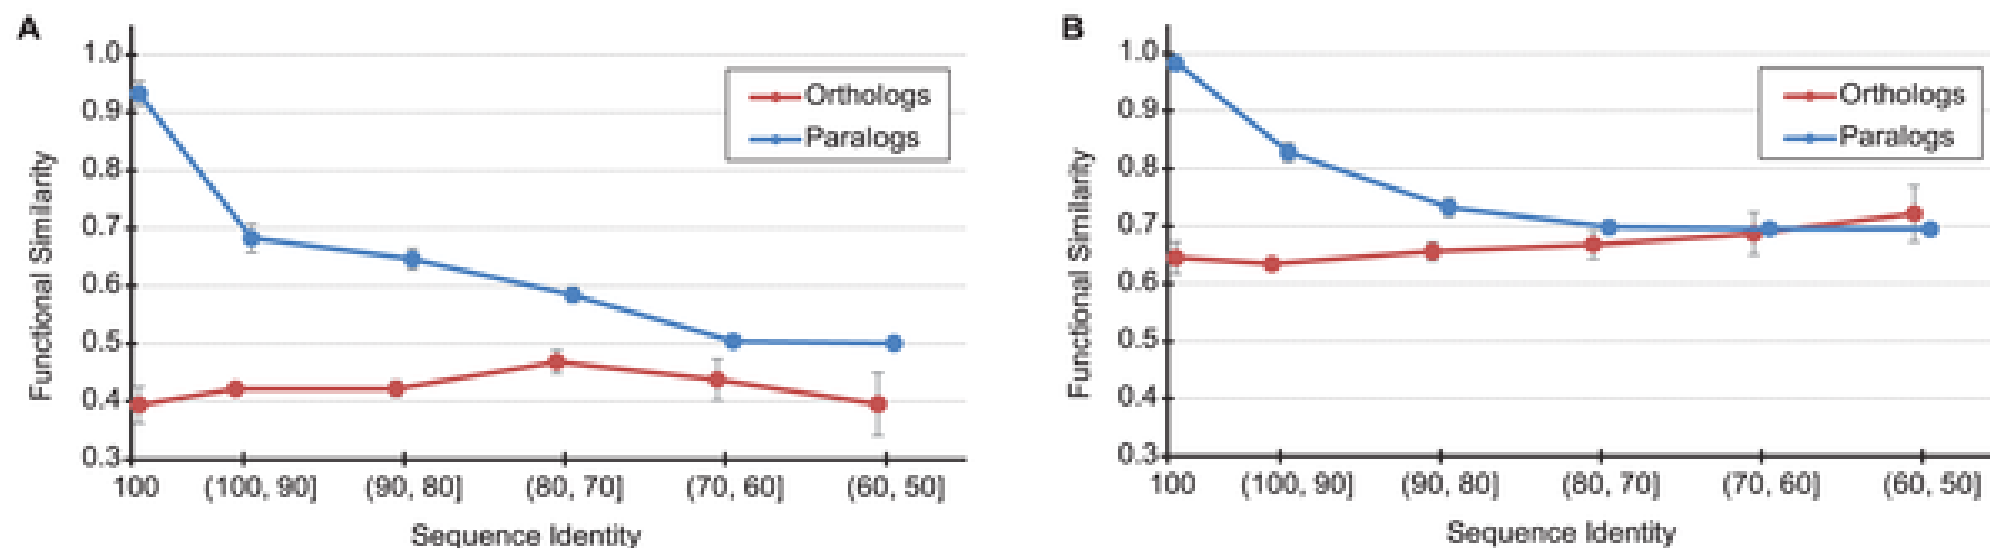 A
1.0
0.9
0.8
0.7
0.6
0.5
0.4
0.3
Functional Similarity
Orthologs
Paralogs
100 (100, 90] (90, 80] (80, 70] (70, 60] (60, 50]
Sequence Identity
B
1.0
0.9
0.8
0.7
0.6
0.5
0.4
0.3
Functional Similarity
Orthologs
Paralogs
100 (100, 90] (90, 80] (80, 70] (70, 60] (60, 50]
Sequence Identity